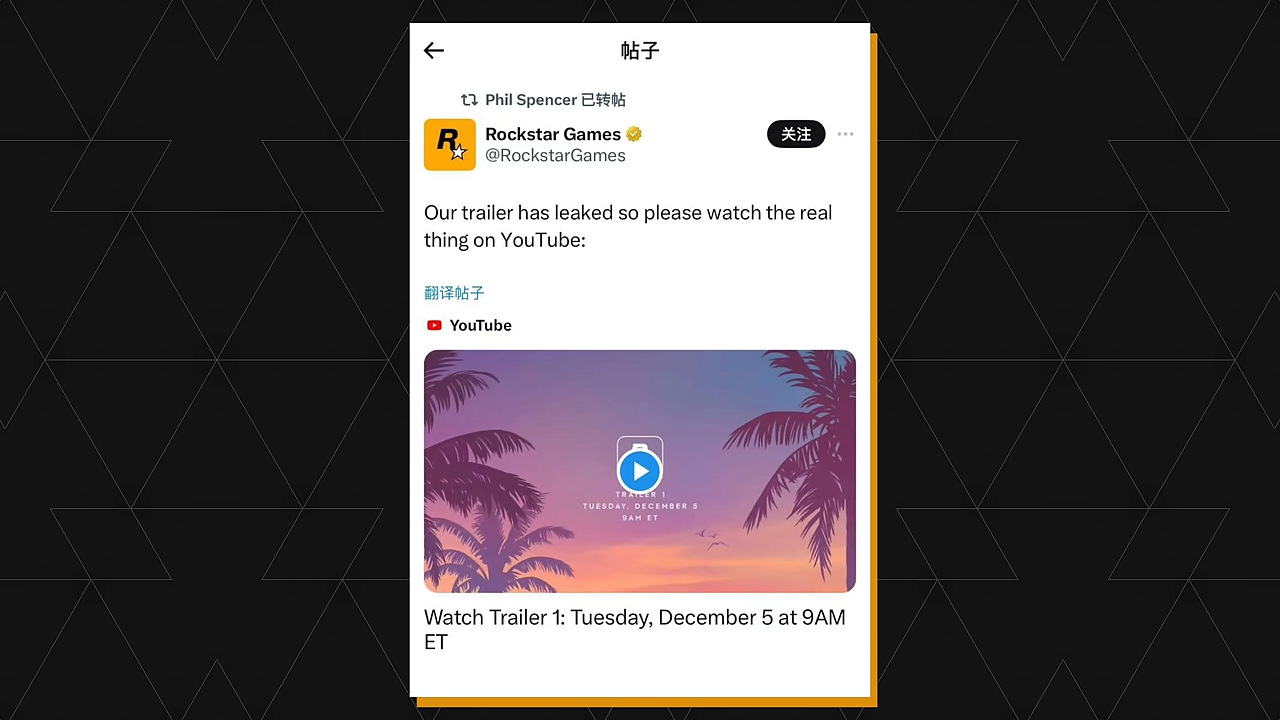 帖子
Phil Spencer 已转帖
Rockstar Games
@RockstarGames
关注
Our trailer has leaked so please watch the real
thing on YouTube:
翻译帖子
YouTube
TRAILER 1
TUESDAY, DECEMBER 5
9AM ET
Watch Trailer 1: Tuesday, December 5 at 9AM
ET